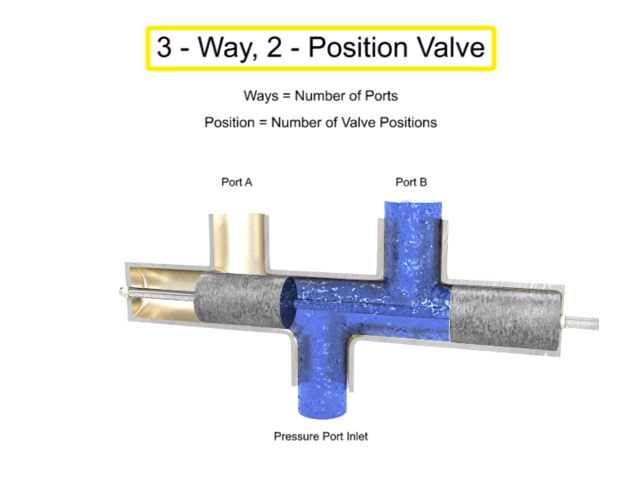 3 - Way, 2 - Position Valve
Ways = Number of Ports
Position = Number of Valve Positions
Port A
Port B
Pressure Port Inlet